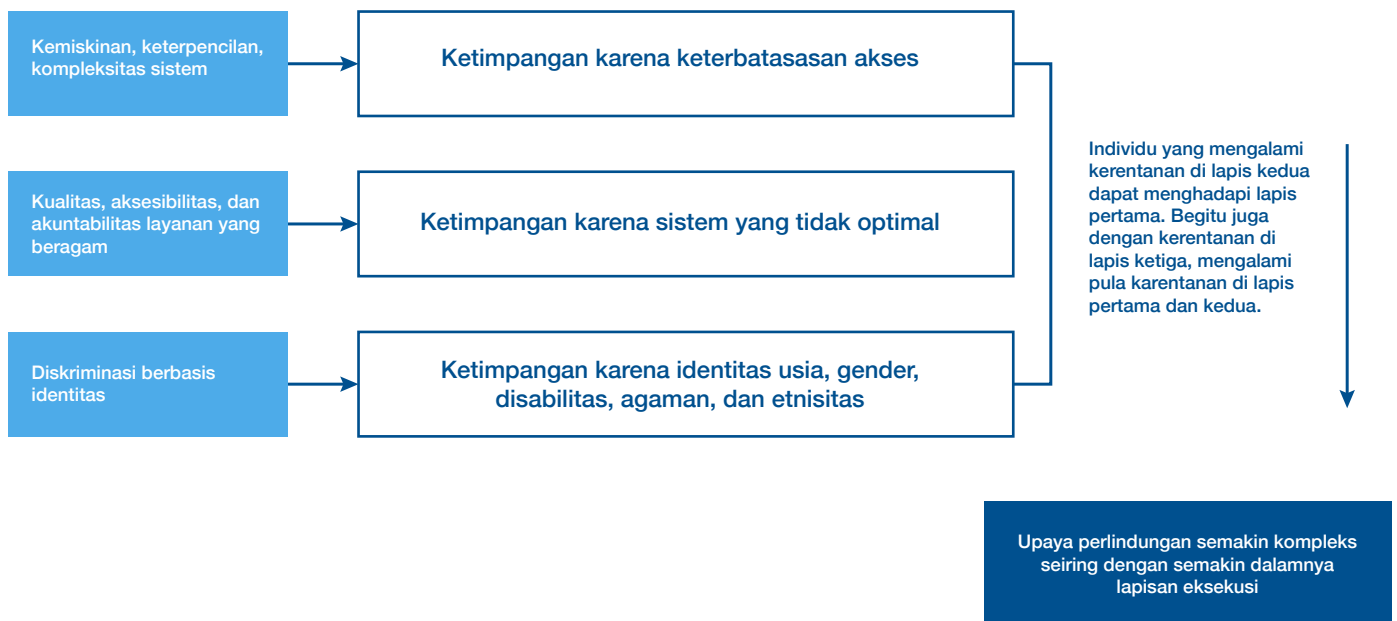 Kemiskinan, keterpencilan,
kompleksitas sistem
Ketimpangan karena keterbatasasan akses
Kualitas, aksesibilitas, dan
akuntabilitas layanan yang
beragam
Ketimpangan karena sistem yang tidak optimal
Diskriminasi berbasis
identitas
Ketimpangan karena identitas usia, gender,
disabilitas, agaman, dan etnisitas
Individu yang mengalami
kerentanan di lapis kedua
dapat menghadapi lapis
pertama. Begitu juga
dengan kerentanan di
lapis ketiga, mengalami
pula karentanan di lapis
pertama dan kedua.
Upaya perlindungan semakin kompleks
seiring dengan semakin dalamnya
lapisan eksekusi